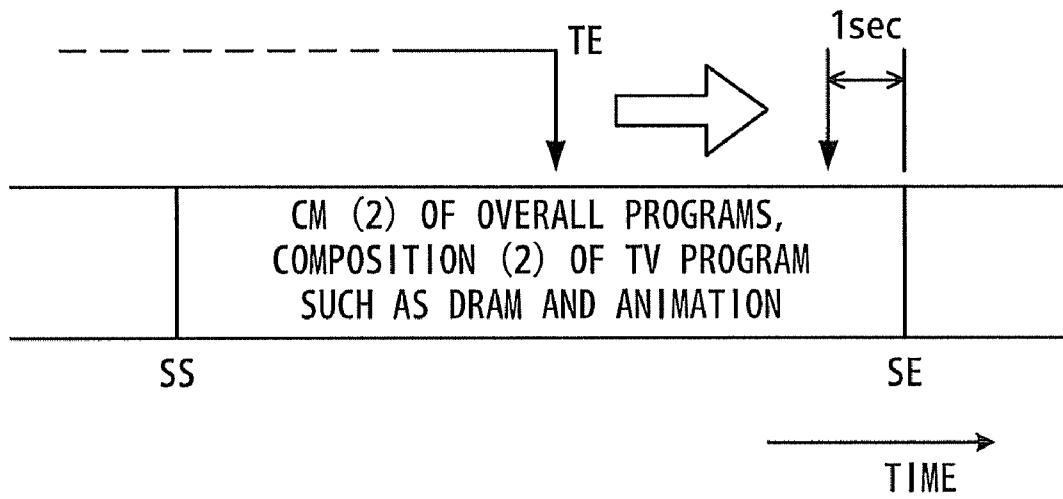 TE
1sec
CM (2) OF OVERALL PROGRAMS,
COMPOSITION (2) OF TV PROGRAM
SUCH AS DRAM AND ANIMATION
SS
SE
TIME